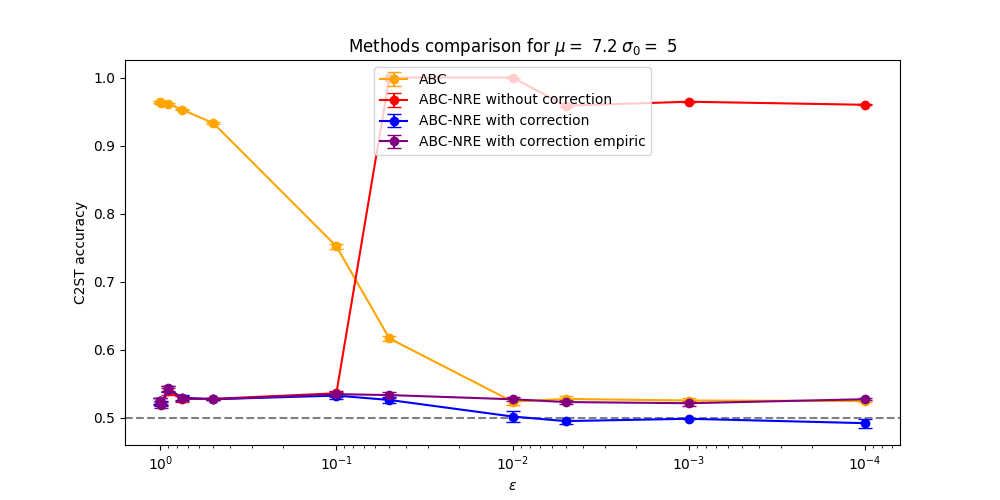 Methods comparison for μ = 7.2 σ₀ = 5
C2ST accuracy
1.0
0.9
0.8
0.7
0.6
0.5
ABC
ABC-NRE without correction
ABC-NRE with correction
ABC-NRE with correction empiric
10⁰
10⁻¹
10⁻²
10⁻³
10⁻⁴
ε